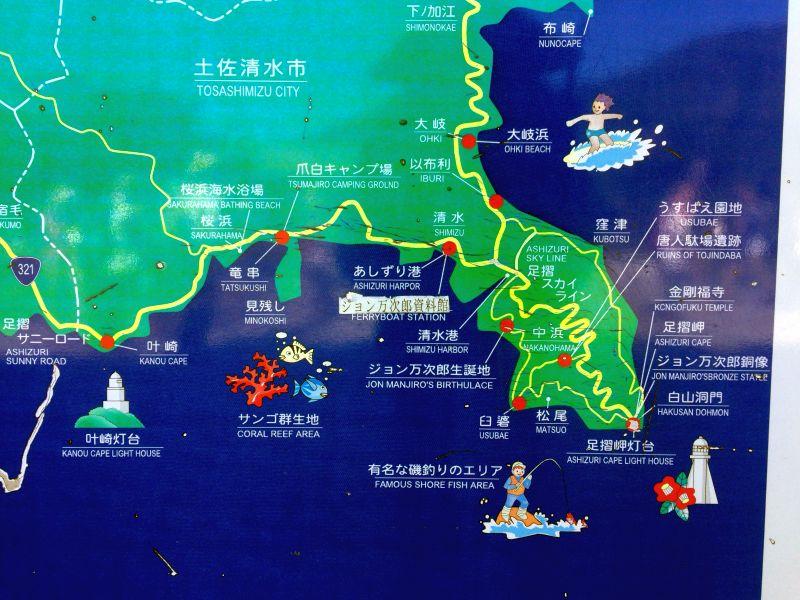 下ノ加江
SHIMONOKAE
布崎
NUNOCAPE
土佐清水市
TOSASHIMIZU CITY
大岐
OHKI
大岐浜
OHKI BEACH
以布利
IBURI
爪白キャンプ場
TSUMAJIRO CAMPING GROLND
桜浜海水浴場
SAKURAHAMA BATHING BEACH
桜浜
SAKURAHAMA
宿毛
KUMO
清水
SHIMIZU
うすばえ園地
USUBAE
窪津
KUBOTSU
唐人駄場遺跡
RUINS OF TOJINDABA
ASHIZURI
SKY LINE
足摺
スカイ
ライン
321
竜串
TATSUKUSHI
あしずり港
ASHIZURI HARPOR
見残し
MINOKOSHI
ジョン万次郎資料館
FERRYBOAT STATION
金剛福寺
KCNGOFUKU TEMPLE
足摺岬
ASHIZURI CAPE
足摺
サニーロード
ASHIZURI
SUNNY ROAD
叶崎
KANOU CAPE
清水港
SHIMIZU HARBOR
中浜
NAKANOHAMA
ジョン万次郎生誕地
JON MANJIRO'S BIRTHULACE
ジョン万次郎銅像
JON MANJIRO'SBRONZE STATUE
白山洞門
HAKUSAN DOHMON
臼碆
USUBAE
松尾
MATSUO
サンゴ群生地
CORAL REEF AREA
叶崎灯台
KANOU CAPE LIGHT HOUSE
足摺岬灯台
ASHIZURI CAPE LIGHT HOUSE
有名な磯釣りのエリア
FAMOUS SHORE FISH AREA